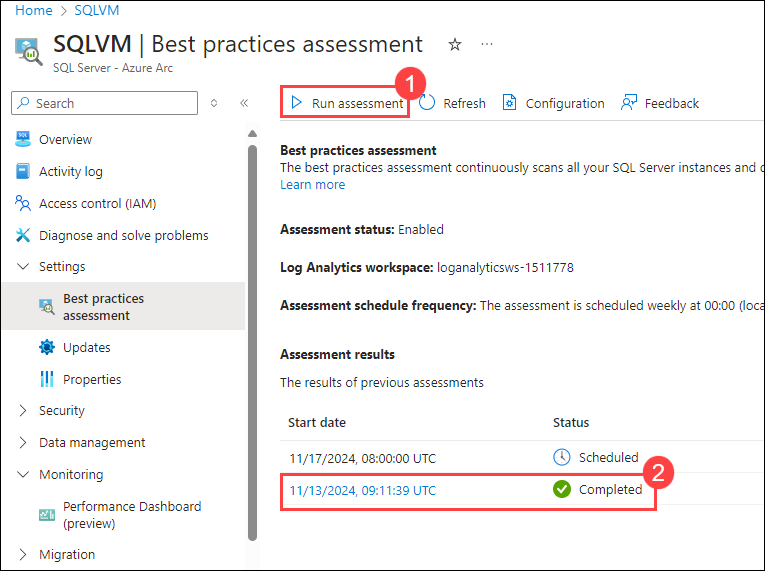 Home > SQLVM
SQLVM | Best practices assessment ☆ ...
SQL Server - Azure Arc
Search
Overview
Activity log
Access control (IAM)
Diagnose and solve problems
Settings
Best practices
assessment
Updates
Properties
Security
Data management
Monitoring
Performance Dashboard
(preview)
Migration
1
Run assessment Refresh Configuration Feedback
Best practices assessment
The best practices assessment continuously scans all your SQL Server instances and
Learn more
Assessment status: Enabled
Log Analytics workspace: loganalyticsws-1511778
Assessment schedule frequency: The assessment is scheduled weekly at 00:00 (loca
Assessment results
The results of previous assessments
Start date Status
11/17/2024, 08:00:00 UTC Scheduled
2
11/13/2024, 09:11:39 UTC Completed